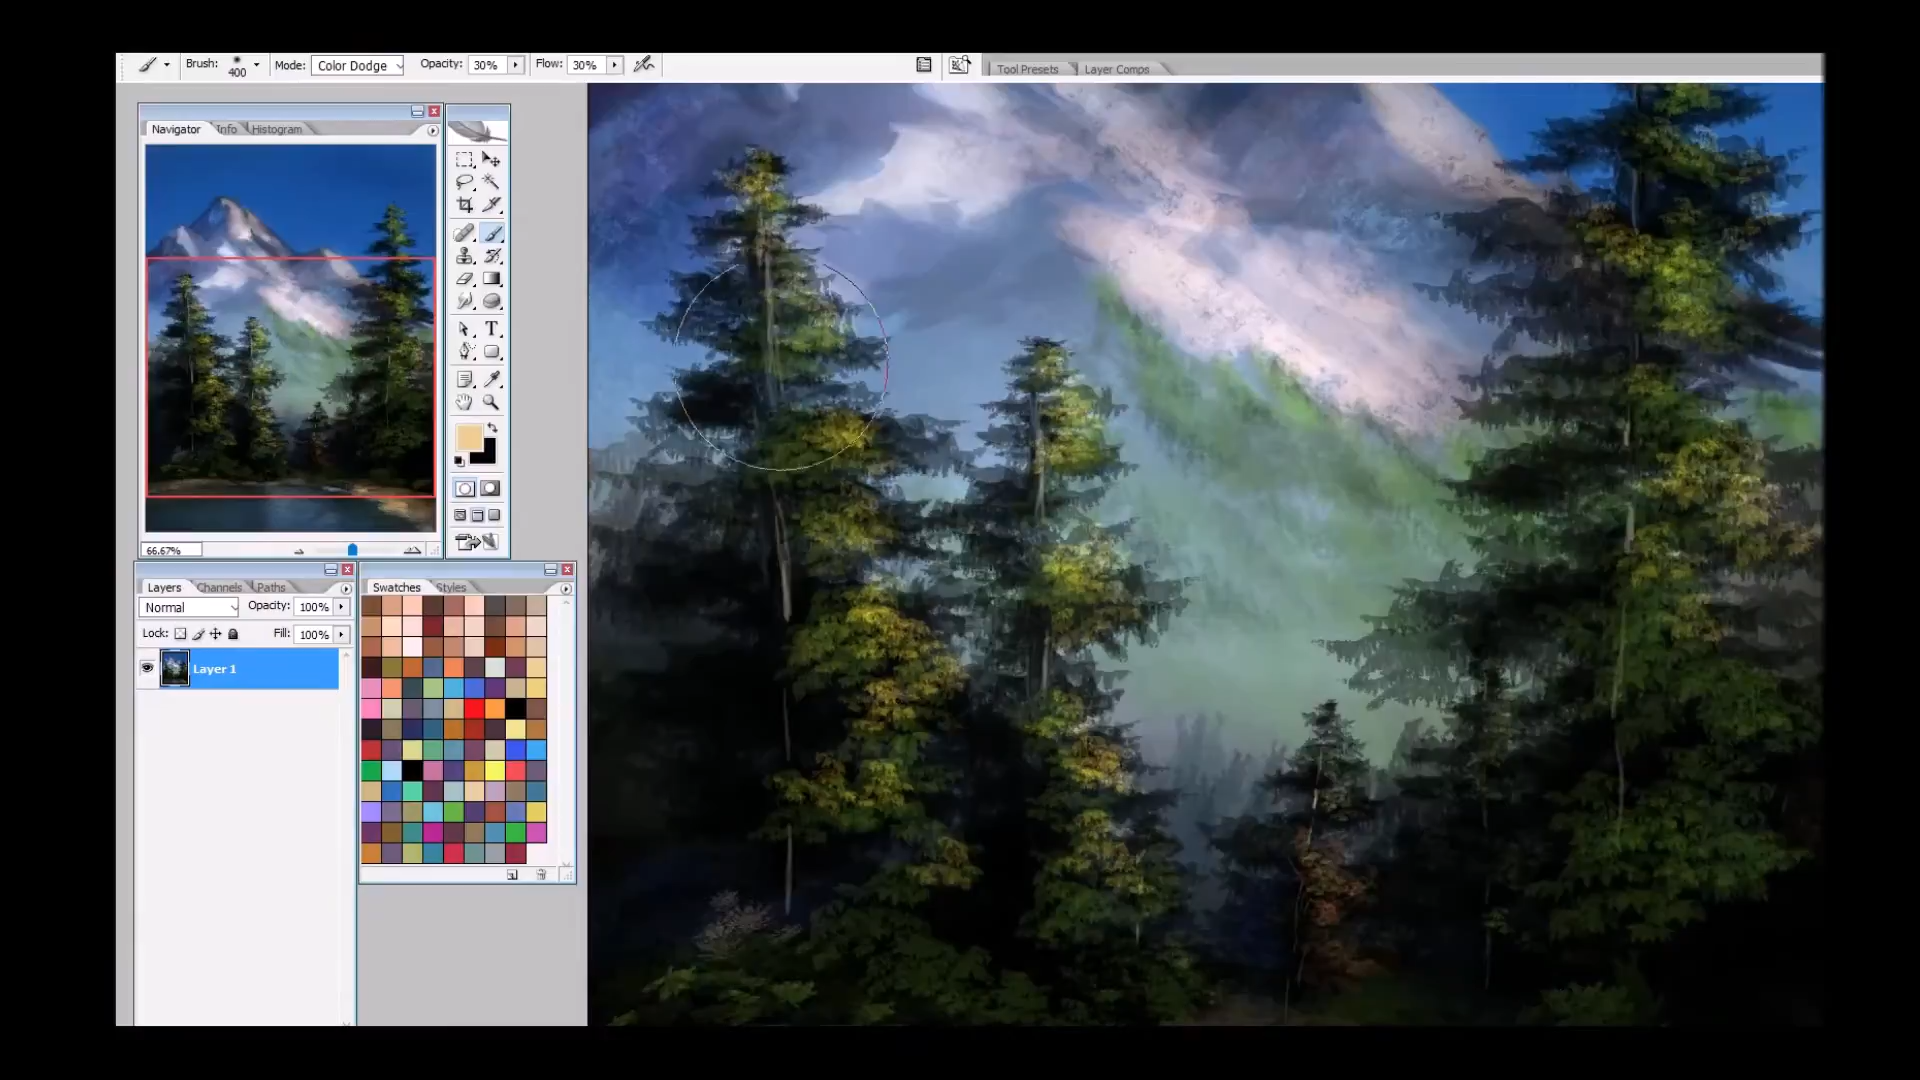 Brush: 400 Mode: Color Dodge Opacity: 30% Flow: 30% Tool Presets Layer Comps
Navigator Info Histogram
T
66.67%
Layers Channels Paths
Normal Opacity: 100%
Lock: Fill: 100%
Layer 1
Swatches Styles